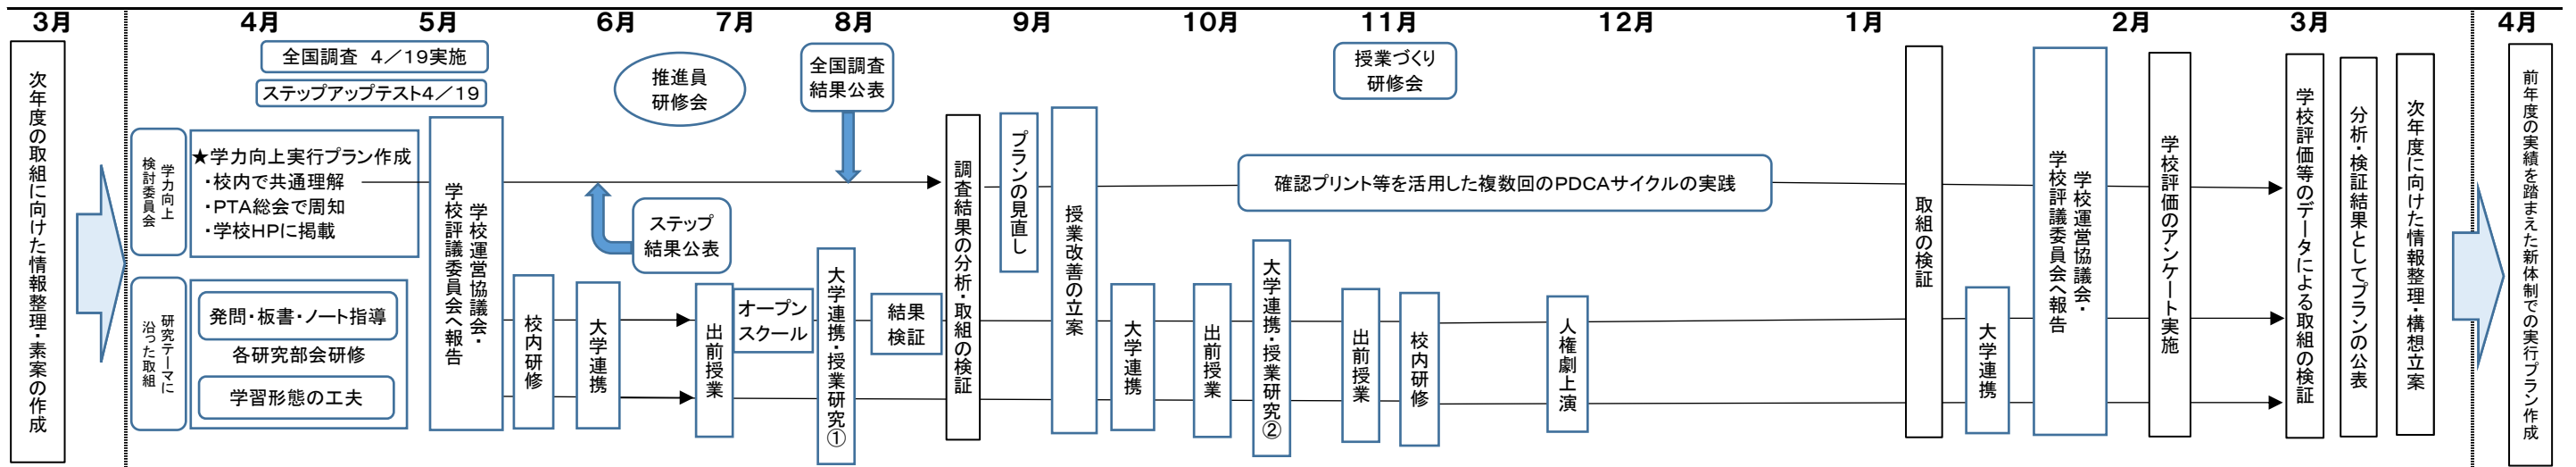 3月
4月
5月
6月
7月
8月
9月
10月
11月
12月
1月
2月
3月
4月
次年度の取組に向けた情報整理・素案の作成
全国調査 4／19実施
ステップアップテスト4／19
学力向上
検討委員会
★学力向上実行プラン作成
・校内で共通理解
・PTA総会で周知
・学校HPに掲載
研究テーマに
沿った取組
発問・板書・ノート指導
各研究部会研修
学習形態の工夫
学校運営協議会・
学校評議委員会へ報告
校内研修
大学連携
推進員
研修会
ステップ
結果公表
出前授業
オープン
スクール
全国調査
結果公表
大学連携・授業研究①
結果
検証
調査結果の分析・取組の検証
プランの見直し
授業改善の立案
大学連携
出前授業
大学連携・授業研究②
授業づくり
研修会
確認プリント等を活用した複数回のPDCAサイクルの実践
出前授業
校内研修
人権劇上演
取組の検証
大学連携
学校運営協議会・
学校評議委員会へ報告
学校評価のアンケート実施
学校評価等のデータによる取組の検証
分析・検証結果としてプランの公表
次年度に向けた情報整理・構想立案
前年度の実績を踏まえた新体制での実行プラン作成